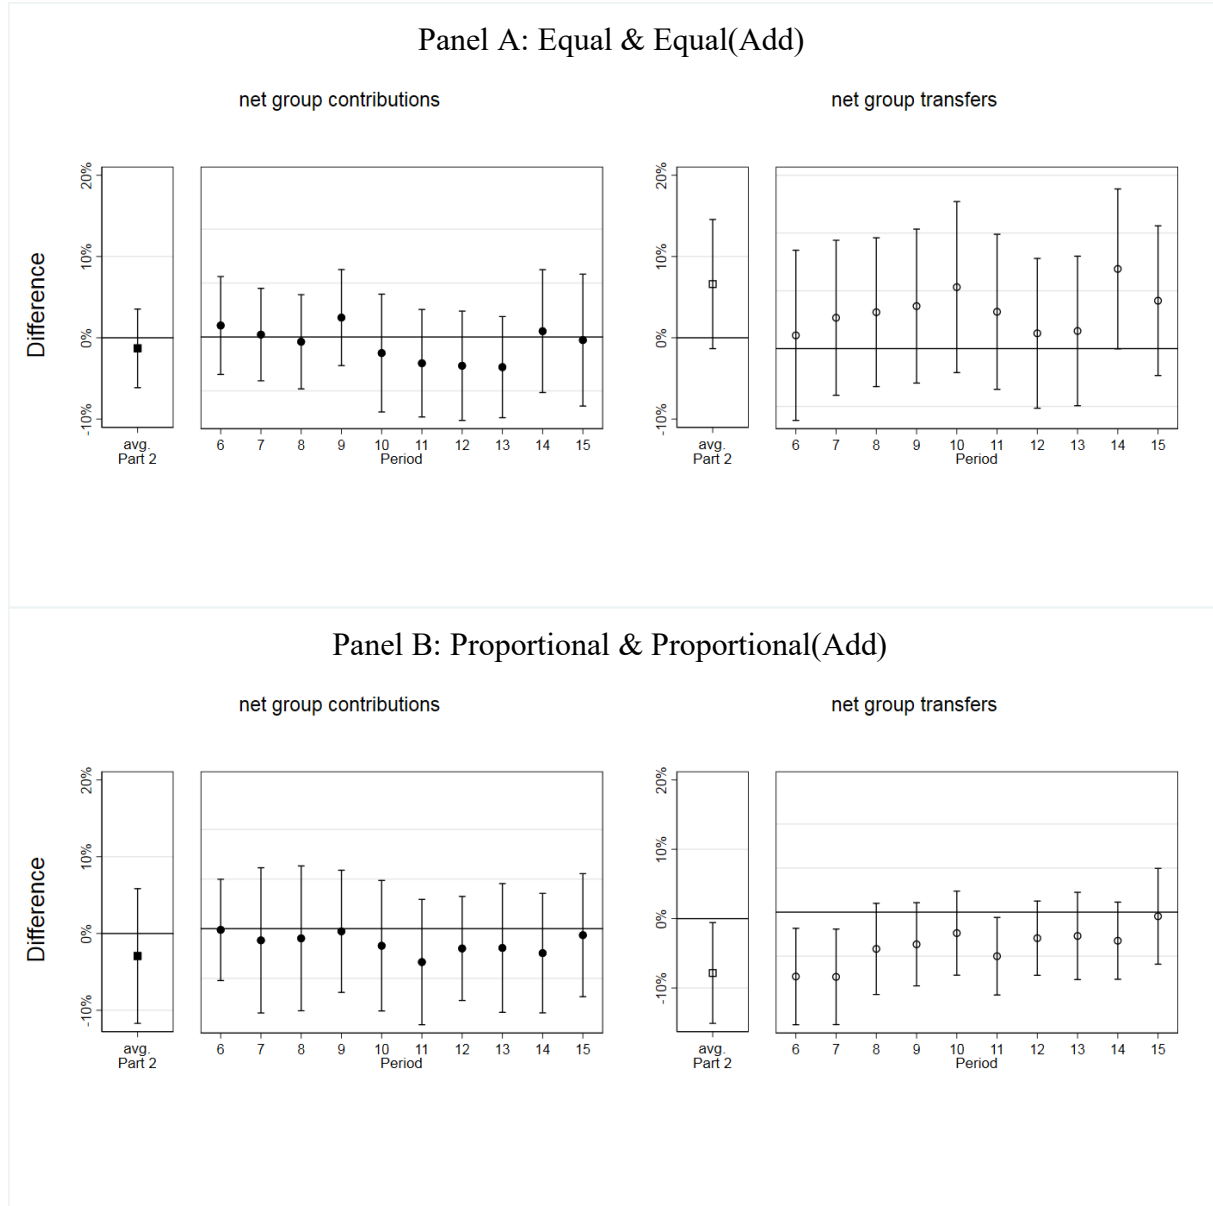 Panel A: Equal & Equal(Add)
net group contributions
net group transfers
Difference
20%
10%
0%
-10%
avg.
Part 2
6 7 8 9 10 11 12 13 14 15
Period
20%
10%
0%
-10%
avg.
Part 2
6 7 8 9 10 11 12 13 14 15
Period
Panel B: Proportional & Proportional(Add)
net group contributions
net group transfers
Difference
20%
10%
0%
-10%
avg.
Part 2
6 7 8 9 10 11 12 13 14 15
Period
20%
10%
0%
-10%
avg.
Part 2
6 7 8 9 10 11 12 13 14 15
Period